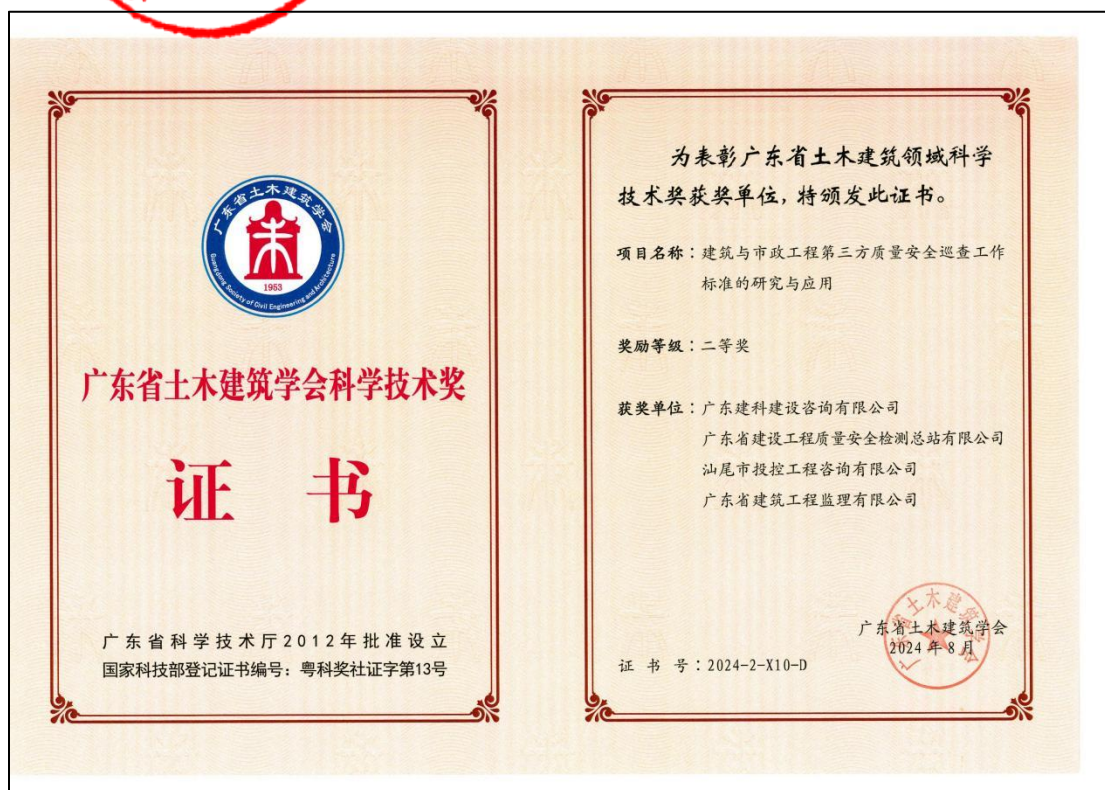 广东省土木建筑学会
1953
Guangdong Society of Civil Engineering and Architecture
广东省土木建筑学会科学技术奖
证 书
广东省科学技术厅2012年批准设立
国家科技部登记证书编号：粤科奖社证字第13号
为表彰广东省土木建筑领域科学
技术奖获奖单位，特颁发此证书。
项目名称：建筑与市政工程第三方质量安全巡查工作
标准的研究与应用
奖励等级：二等奖
获奖单位：广东建科建设咨询有限公司
广东省建设工程质量安全检测总站有限公司
汕尾市投控工程咨询有限公司
广东省建筑工程监理有限公司
广东省土木建筑学会
2024年8月
广东省土木建筑学会
证 书 号：2024-2-X10-D